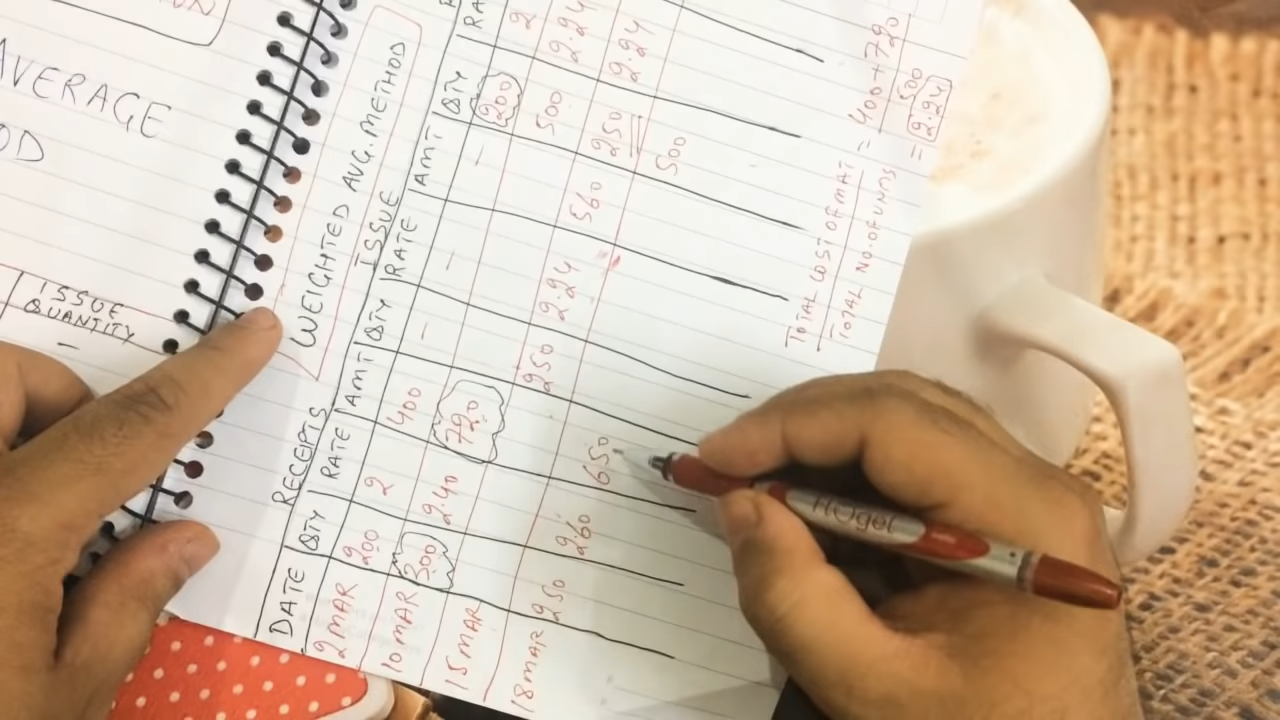 AVERAGE
ISSUE
QUANTITY
-
WEIGHTED AVG. METHOD
RECEIPTS ISSUE
DATE QTY RATE AMT QTY RATE AMT QTY RA
2 MAR 200 2 400 - - - 200 2
10 MAR 300 2.40 720 500 2.24
15 MAR 250 2.24 560 250 2.24
18 MAR 250 2.60 650 500
TOTAL COST OF MAT = 400+720
TOTAL NO. OF UNITS 500
= 2.24
Hugel